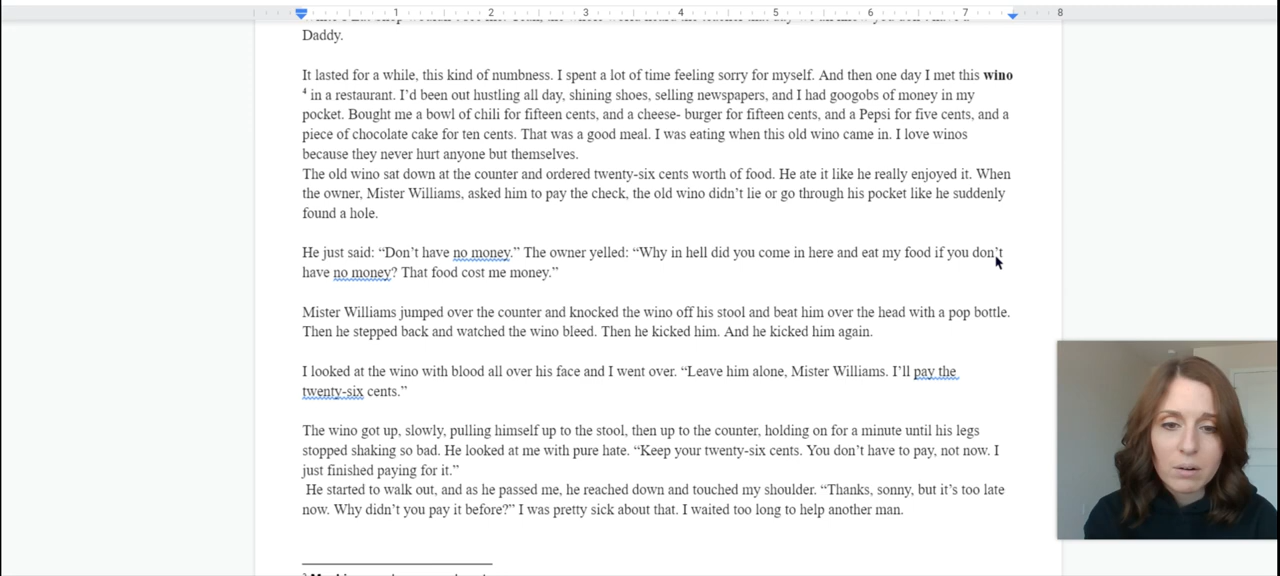 1 2 3 4 5 6 7 8
Daddy.
It lasted for a while, this kind of numbness. I spent a lot of time feeling sorry for myself. And then one day I met this wino
4 in a restaurant. I’d been out hustling all day, shining shoes, selling newspapers, and I had googobs of money in my
pocket. Bought me a bowl of chili for fifteen cents, and a cheese- burger for fifteen cents, and a Pepsi for five cents, and a
piece of chocolate cake for ten cents. That was a good meal. I was eating when this old wino came in. I love winos
because they never hurt anyone but themselves.
The old wino sat down at the counter and ordered twenty-six cents worth of food. He ate it like he really enjoyed it. When
the owner, Mister Williams, asked him to pay the check, the old wino didn’t lie or go through his pocket like he suddenly
found a hole.
He just said: “Don’t have no money.” The owner yelled: “Why in hell did you come in here and eat my food if you don’t
have no money? That food cost me money.”
Mister Williams jumped over the counter and knocked the wino off his stool and beat him over the head with a pop bottle.
Then he stepped back and watched the wino bleed. Then he kicked him. And he kicked him again.
I looked at the wino with blood all over his face and I went over. “Leave him alone, Mister Williams. I’ll pay the
twenty-six cents.”
The wino got up, slowly, pulling himself up to the stool, then up to the counter, holding on for a minute until his legs
stopped shaking so bad. He looked at me with pure hate. “Keep your twenty-six cents. You don’t have to pay, not now. I
just finished paying for it.”
He started to walk out, and as he passed me, he reached down and touched my shoulder. “Thanks, sonny, but it’s too late
now. Why didn’t you pay it before?” I was pretty sick about that. I waited too long to help another man.